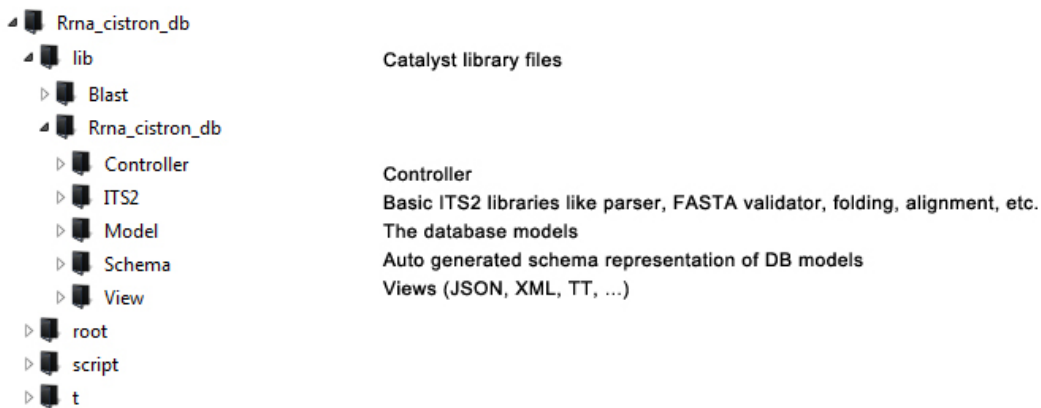 Rrna_cistron_db
lib Catalyst library files
Blast
Rrna_cistron_db
Controller Controller
ITS2 Basic ITS2 libraries like parser, FASTA validator, folding, alignment, etc.
Model The database models
Schema Auto generated schema representation of DB models
View Views (JSON, XML, TT, ...)
root
script
t